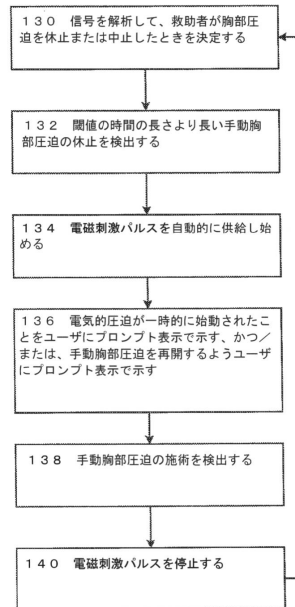 １３０　信号を解析して、救助者が胸部圧
迫を休止または中止したときを決定する
１３２　閾値の時間の長さより長い手動胸
部圧迫の休止を検出する
１３４　電磁刺激パルスを自動的に供給し始
める
１３６　電気的圧迫が一時的に始動されたこ
とをユーザにプロンプト表示で示す、かつ／
または、手動胸部圧迫を再開するようユーザ
にプロンプト表示で示す
１３８　手動胸部圧迫の施術を検出する
１４０　電磁刺激パルスを停止する